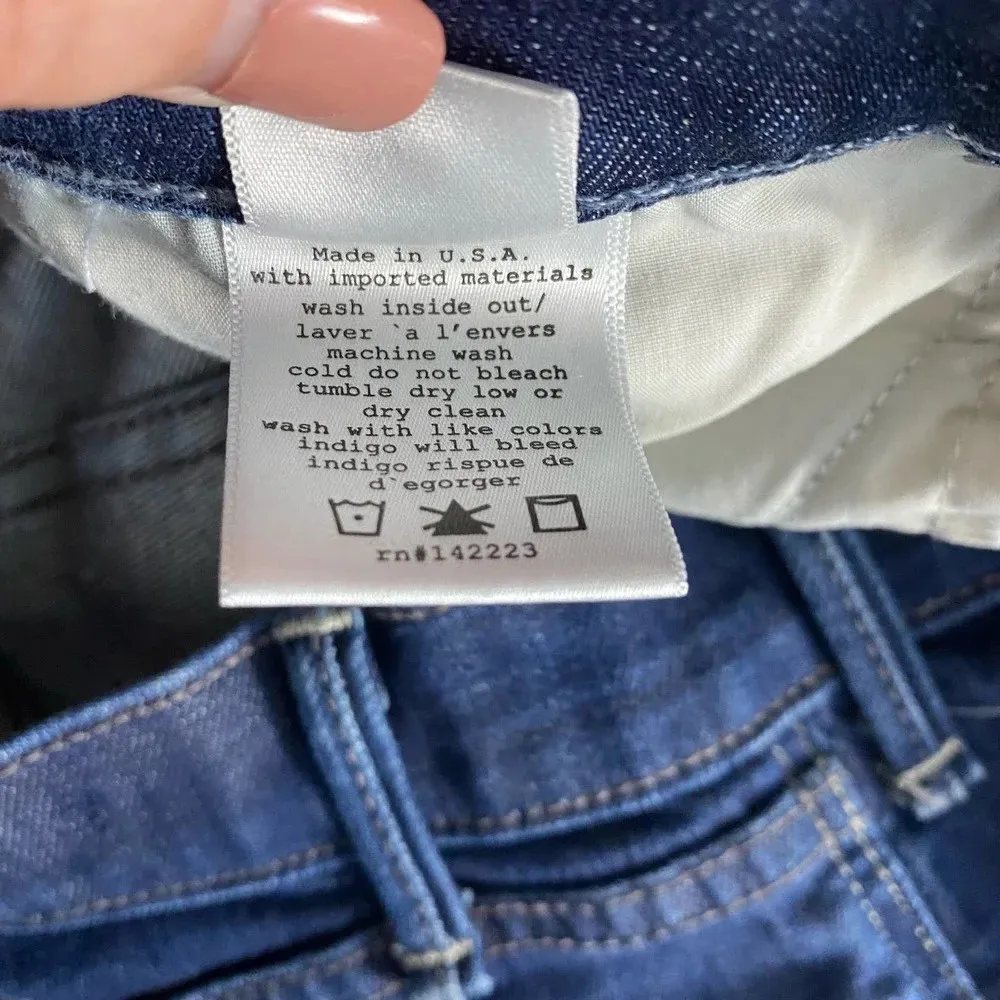 Made in U.S.A.
with imported materials
wash inside out/
laver `a l'envers
machine wash
cold do not bleach
tumble dry low or
dry clean
wash with like colors
indigo will bleed
indigo rispue de
d`egorger
rn#142223